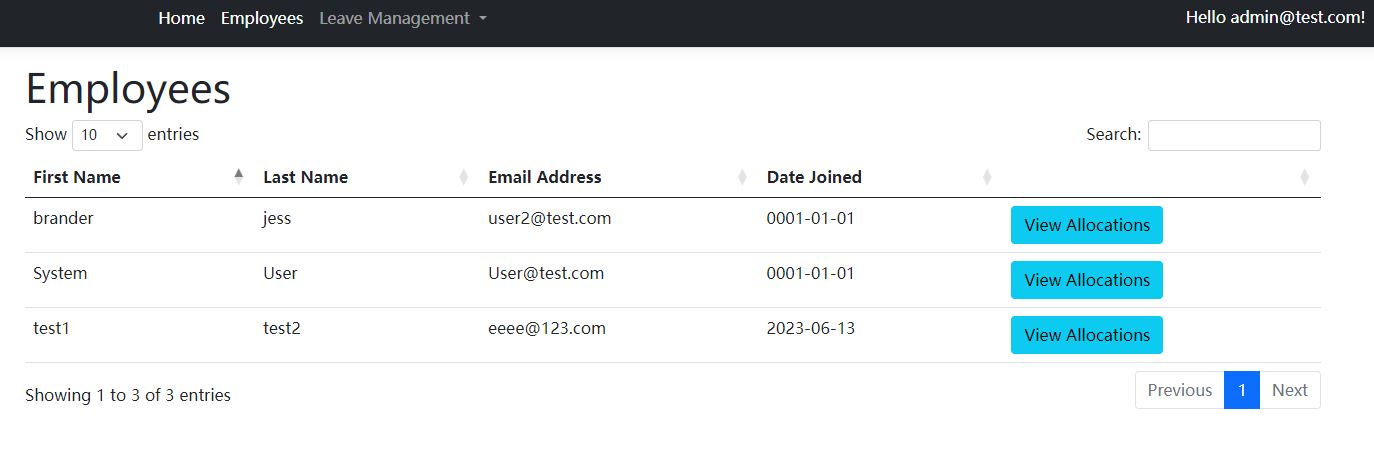 Home Employees Leave Management Hello admin@test.com!
Employees
Show 10 entries Search:
First Name Last Name Email Address Date Joined
brander jess user2@test.com 0001-01-01 View Allocations
System User User@test.com 0001-01-01 View Allocations
test1 test2 eeee@123.com 2023-06-13 View Allocations
Showing 1 to 3 of 3 entries Previous 1 Next